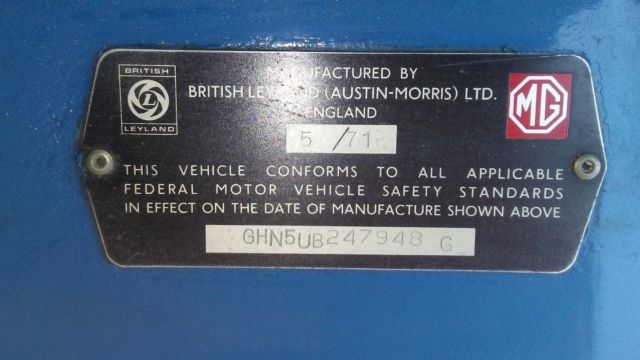 BRITISH
LEYLAND
MANUFACTURED BY
BRITISH LEYLAND (AUSTIN-MORRIS) LTD.
ENGLAND
MG
5 /71
THIS VEHICLE CONFORMS TO ALL APPLICABLE
FEDERAL MOTOR VEHICLE SAFETY STANDARDS
IN EFFECT ON THE DATE OF MANUFACTURE SHOWN ABOVE
GHN5UB247948 G